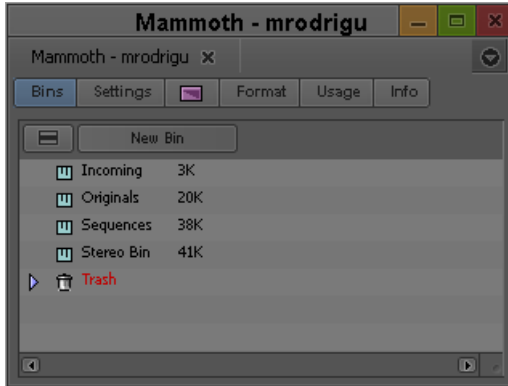 Mammoth - mrodrigu
Mammoth - mrodrigu
Bins Settings Format Usage Info
New Bin
Incoming 3K
Originals 20K
Sequences 38K
Stereo Bin 41K
Trash